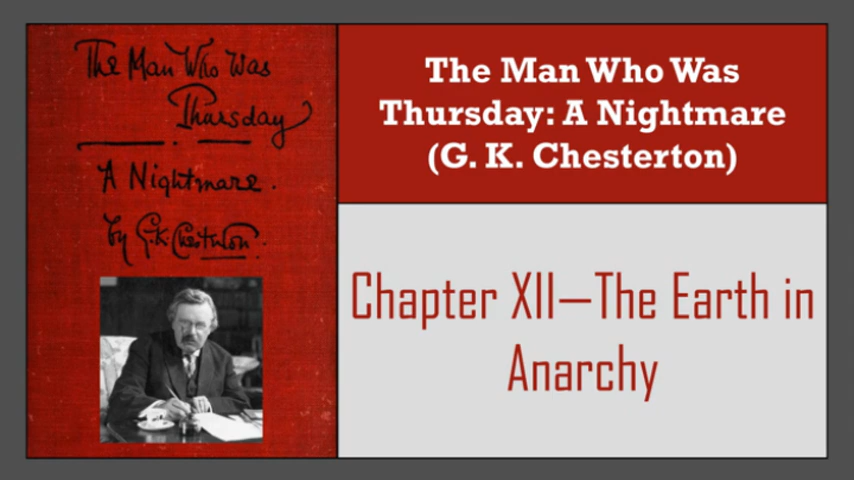 The Man Who Was
Thursday
A Nightmare.
by G.K. Chesterton.
The Man Who Was
Thursday: A Nightmare
(G. K. Chesterton)
Chapter XII—The Earth in
Anarchy